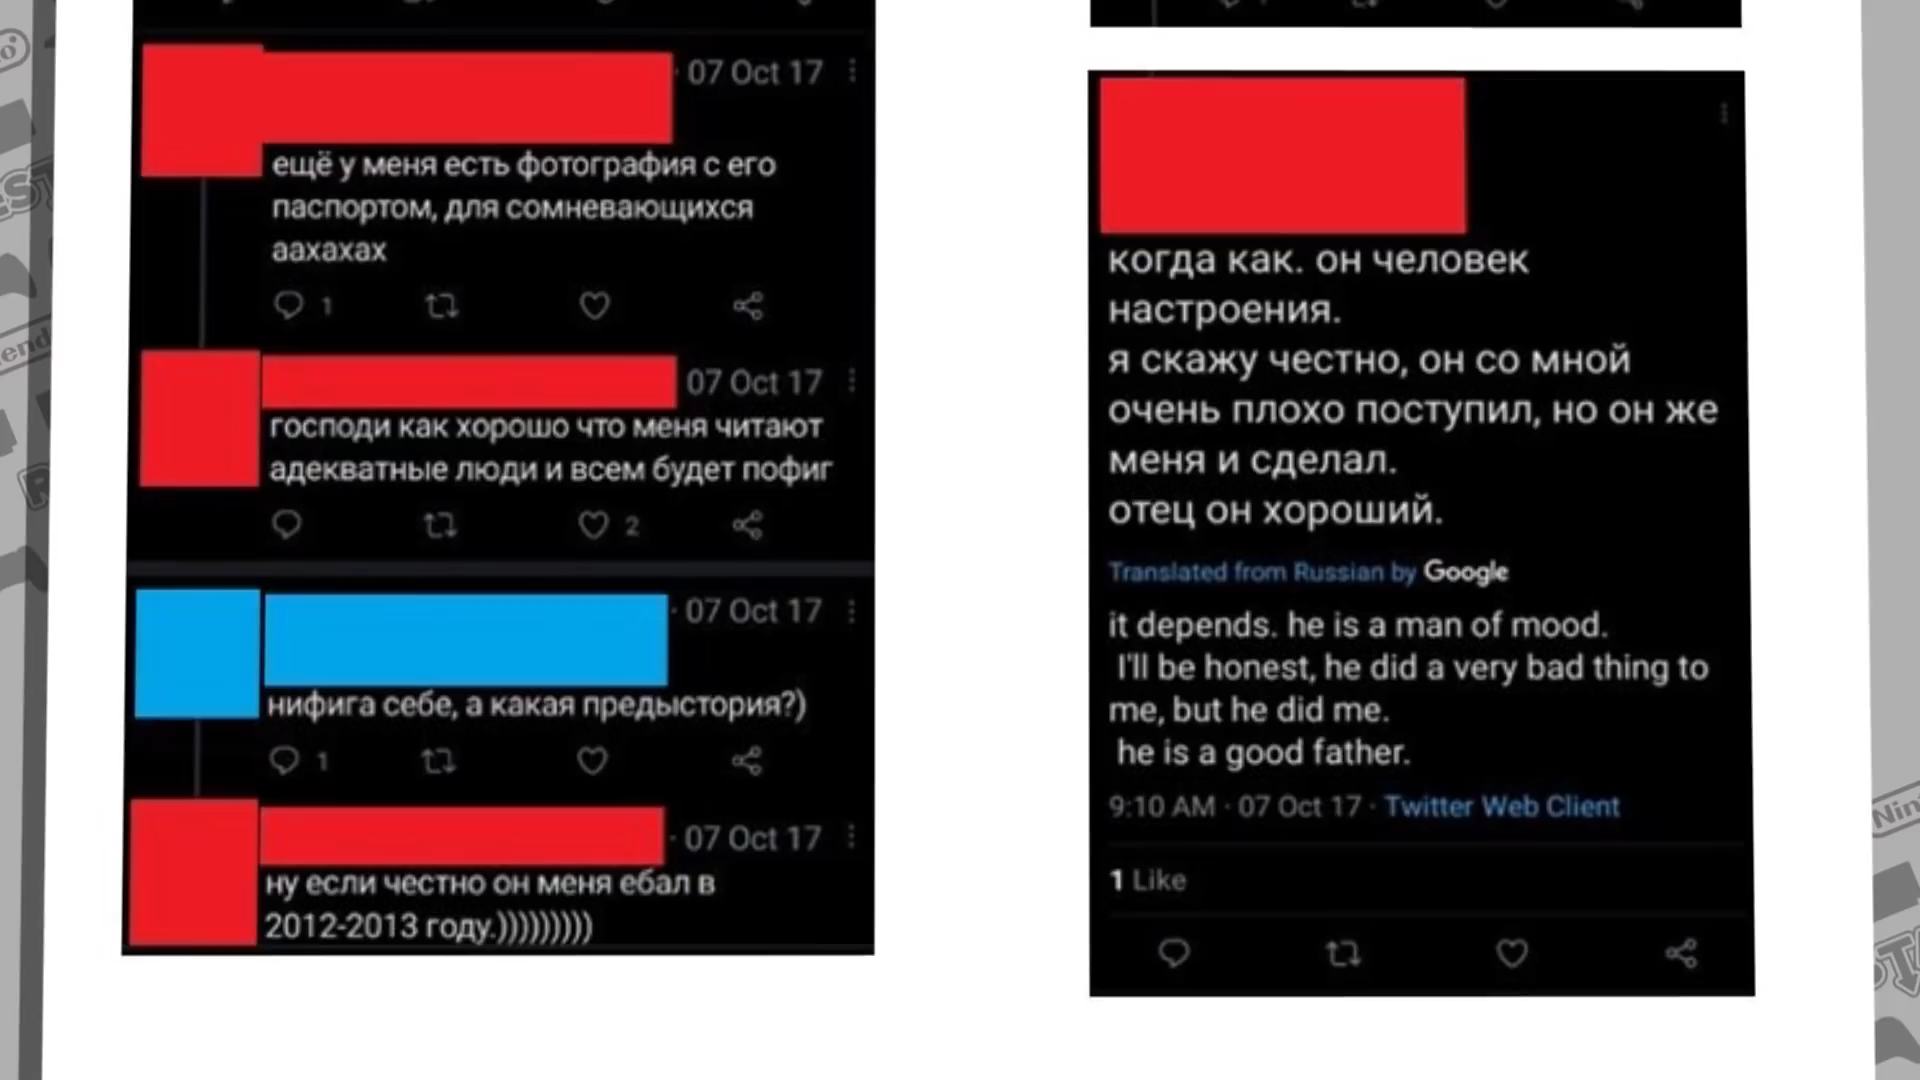 07 Oct 17
ещё у меня есть фотография с его
паспортом, для сомневающихся
аахахах
1
07 Oct 17
господи как хорошо что меня читают
адекватные люди и всем будет пофиг
2
07 Oct 17
нифига себе, а какая предыстория?)
1
07 Oct 17
ну если честно он меня ебал в
2012-2013 году.)))))))))
когда как. он человек
настроения.
я скажу честно, он со мной
очень плохо поступил, но он же
меня и сделал.
отец он хороший.
Translated from Russian by Google
it depends. he is a man of mood.
I'll be honest, he did a very bad thing to
me, but he did me.
he is a good father.
9:10 AM · 07 Oct 17 · Twitter Web Client
1 Like